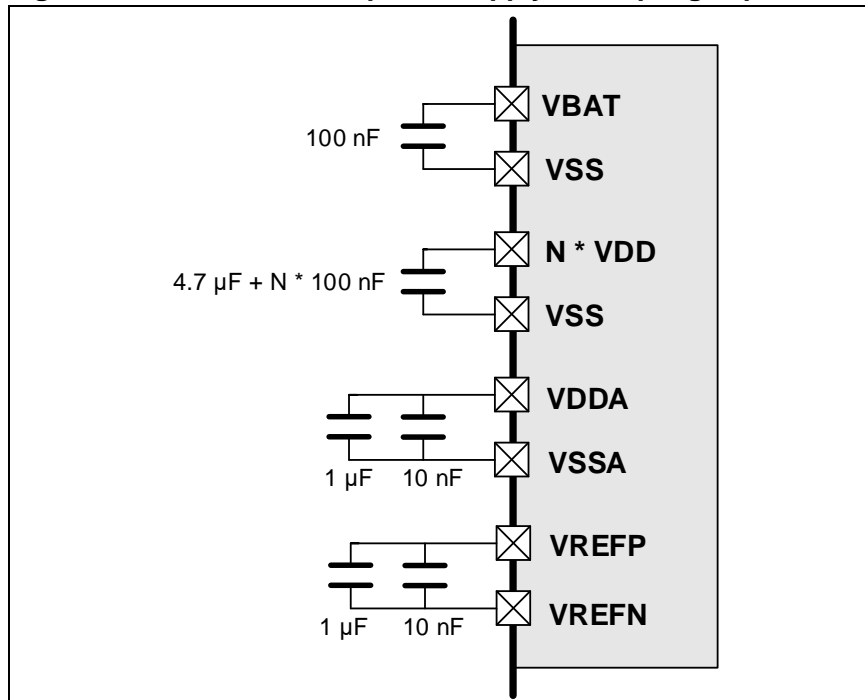 100 nF
VBAT
VSS
4.7 µF + N * 100 nF
N * VDD
VSS
VDDA
VSSA
1 µF 10 nF
VREFP
VREFN
1 µF 10 nF